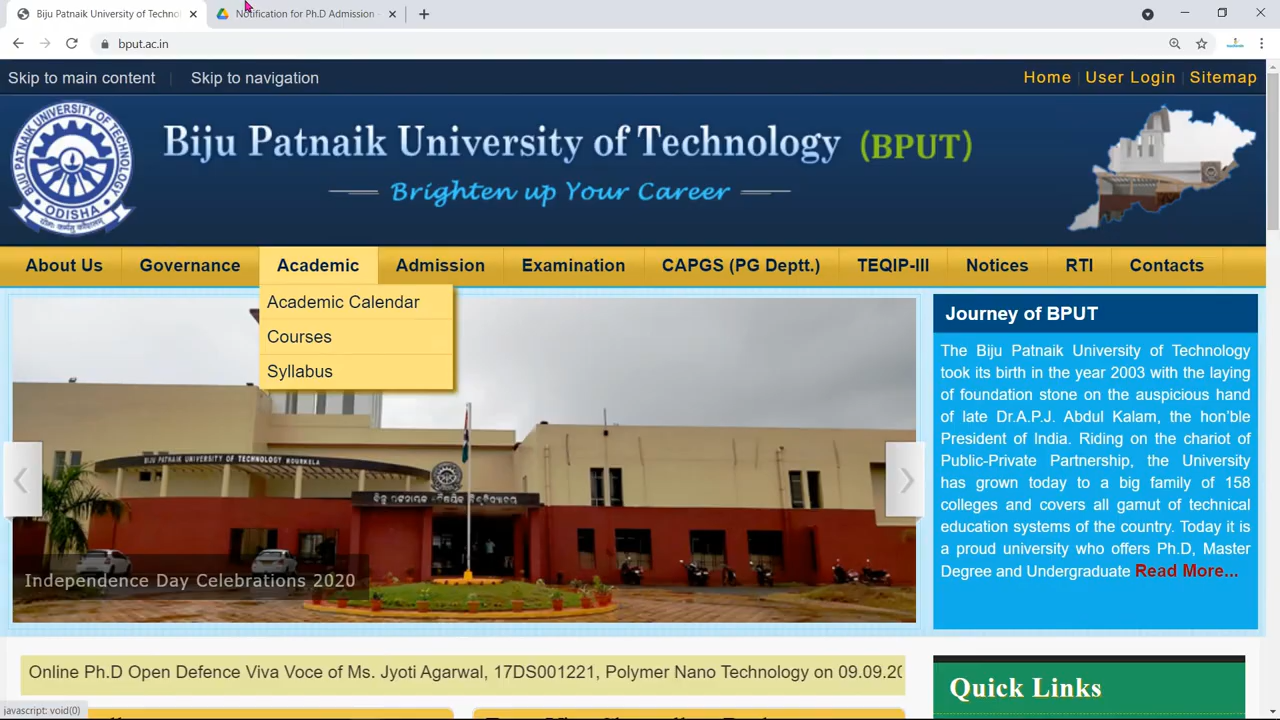 Biju Patnaik University of Technol
Notification for Ph.D Admission -
bput.ac.in
Skip to main content | Skip to navigation
Home | User Login | Sitemap
BIJU PATNAIK UNIVERSITY OF TECHNOLOGY
ODISHA
Biju Patnaik University of Technology (BPUT)
Brighten up Your Career
About Us Governance Academic Admission Examination CAPGS (PG Deptt.) TEQIP-III Notices RTI Contacts
Academic Calendar
Courses
Syllabus
BIJU PATNAIK UNIVERSITY OF TECHNOLOGY ROURKELA
Independence Day Celebrations 2020
Journey of BPUT
The Biju Patnaik University of Technology
took its birth in the year 2003 with the laying
of foundation stone on the auspicious hand
of late Dr.A.P.J. Abdul Kalam, the hon'ble
President of India. Riding on the chariot of
Public-Private Partnership, the University
has grown today to a big family of 158
colleges and covers all gamut of technical
education systems of the country. Today it is
a proud university who offers Ph.D, Master
Degree and Undergraduate Read More...
Online Ph.D Open Defence Viva Voce of Ms. Jyoti Agarwal, 17DS001221, Polymer Nano Technology on 09.09.20
Quick Links
javascript: void(0)